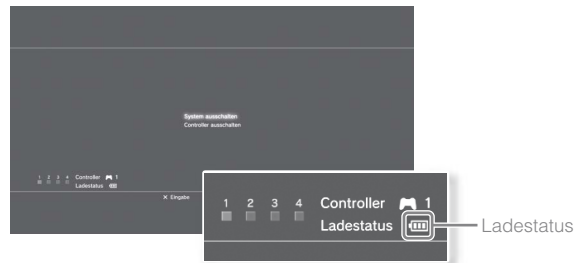 System ausschalten
Controller ausschalten
1 2 3 4 Controller 1
Ladestatus
X Eingabe
1 2 3 4 Controller 1
Ladestatus
Ladestatus